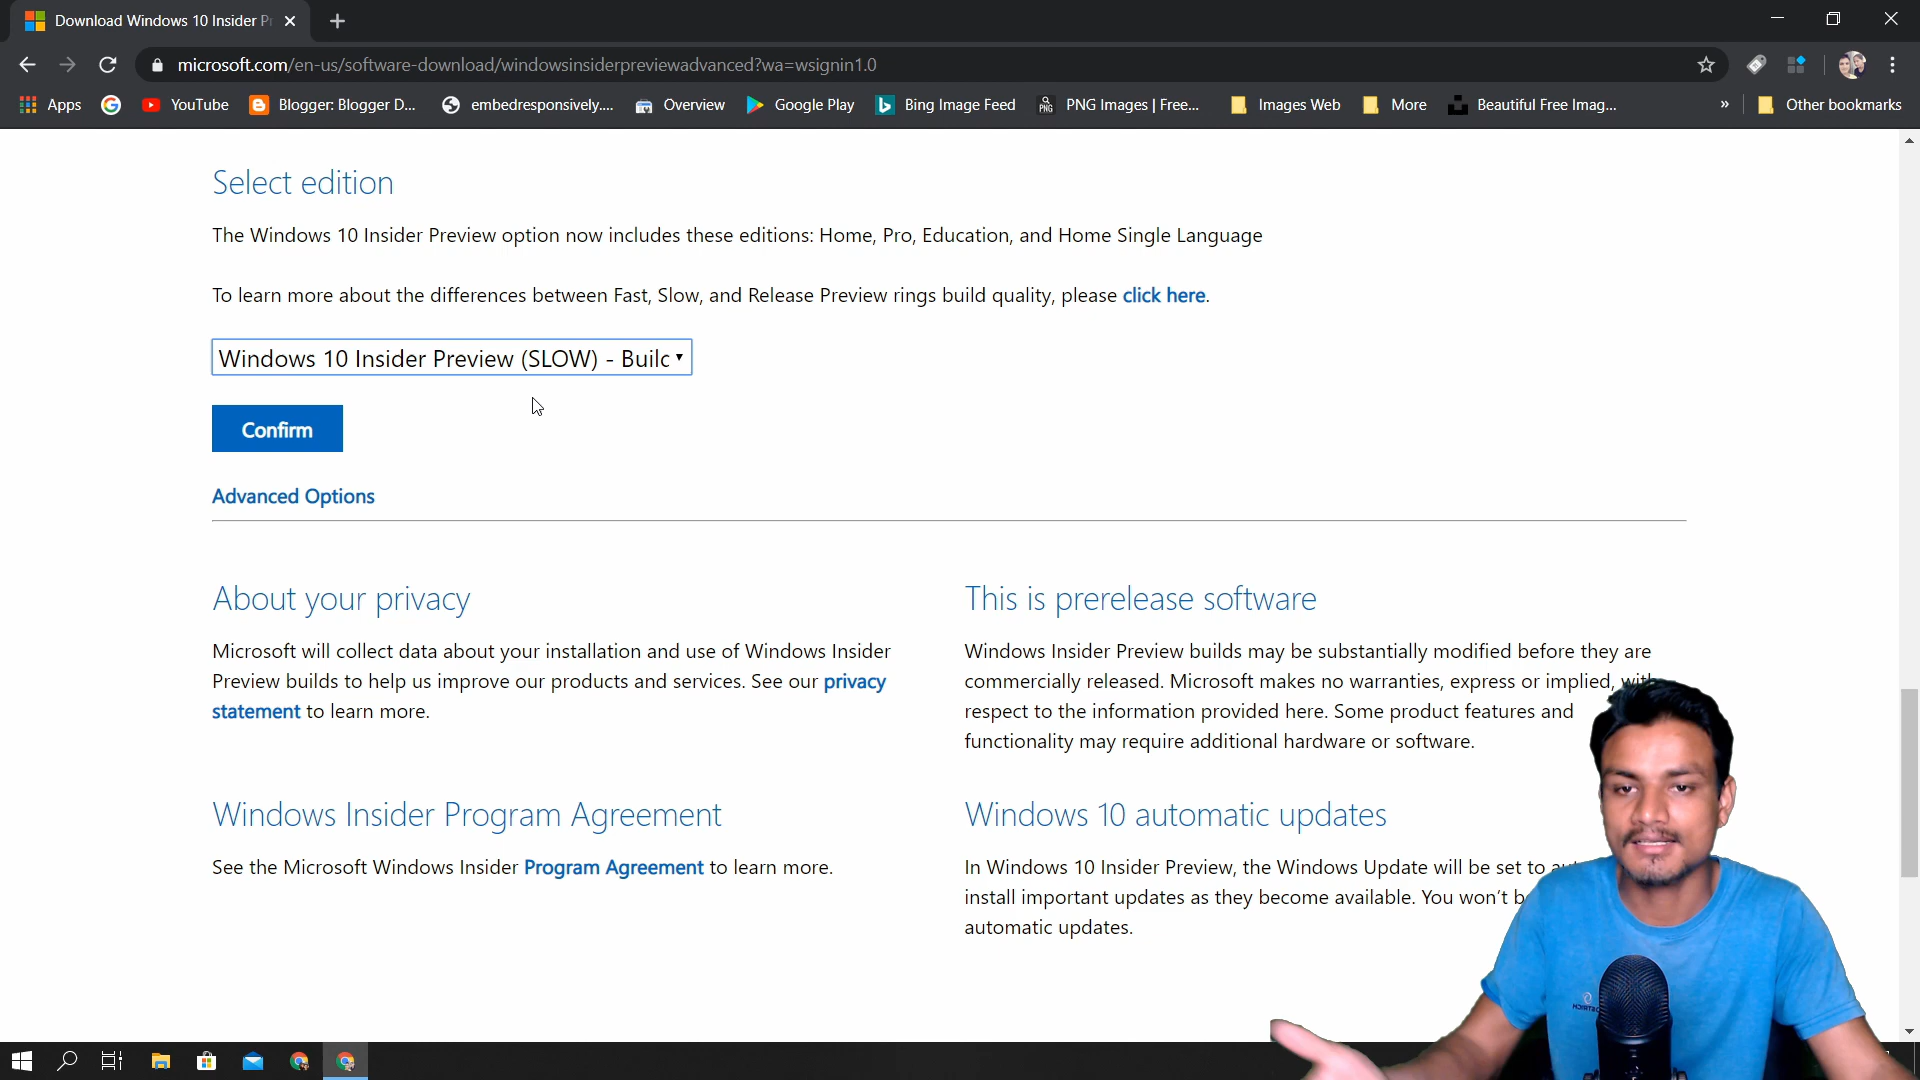 Download Windows 10 Insider Pr
microsoft.com/en-us/software-download/windowsinsiderpreviewadvanced?wa=wsignin1.0
Apps YouTube Blogger: Blogger D... embedresponsively.... Overview Google Play Bing Image Feed PNG Images | Free... Images Web More Beautiful Free Imag... » Other bookmarks
Select edition
The Windows 10 Insider Preview option now includes these editions: Home, Pro, Education, and Home Single Language
To learn more about the differences between Fast, Slow, and Release Preview rings build quality, please click here.
Windows 10 Insider Preview (SLOW) - Builc
Confirm
Advanced Options
About your privacy
Microsoft will collect data about your installation and use of Windows Insider
Preview builds to help us improve our products and services. See our privacy
statement to learn more.
This is prerelease software
Windows Insider Preview builds may be substantially modified before they are
commercially released. Microsoft makes no warranties, express or implied, with
respect to the information provided here. Some product features and
functionality may require additional hardware or software.
Windows Insider Program Agreement
See the Microsoft Windows Insider Program Agreement to learn more.
Windows 10 automatic updates
In Windows 10 Insider Preview, the Windows Update will be set to
install important updates as they become available. You won't
automatic updates.